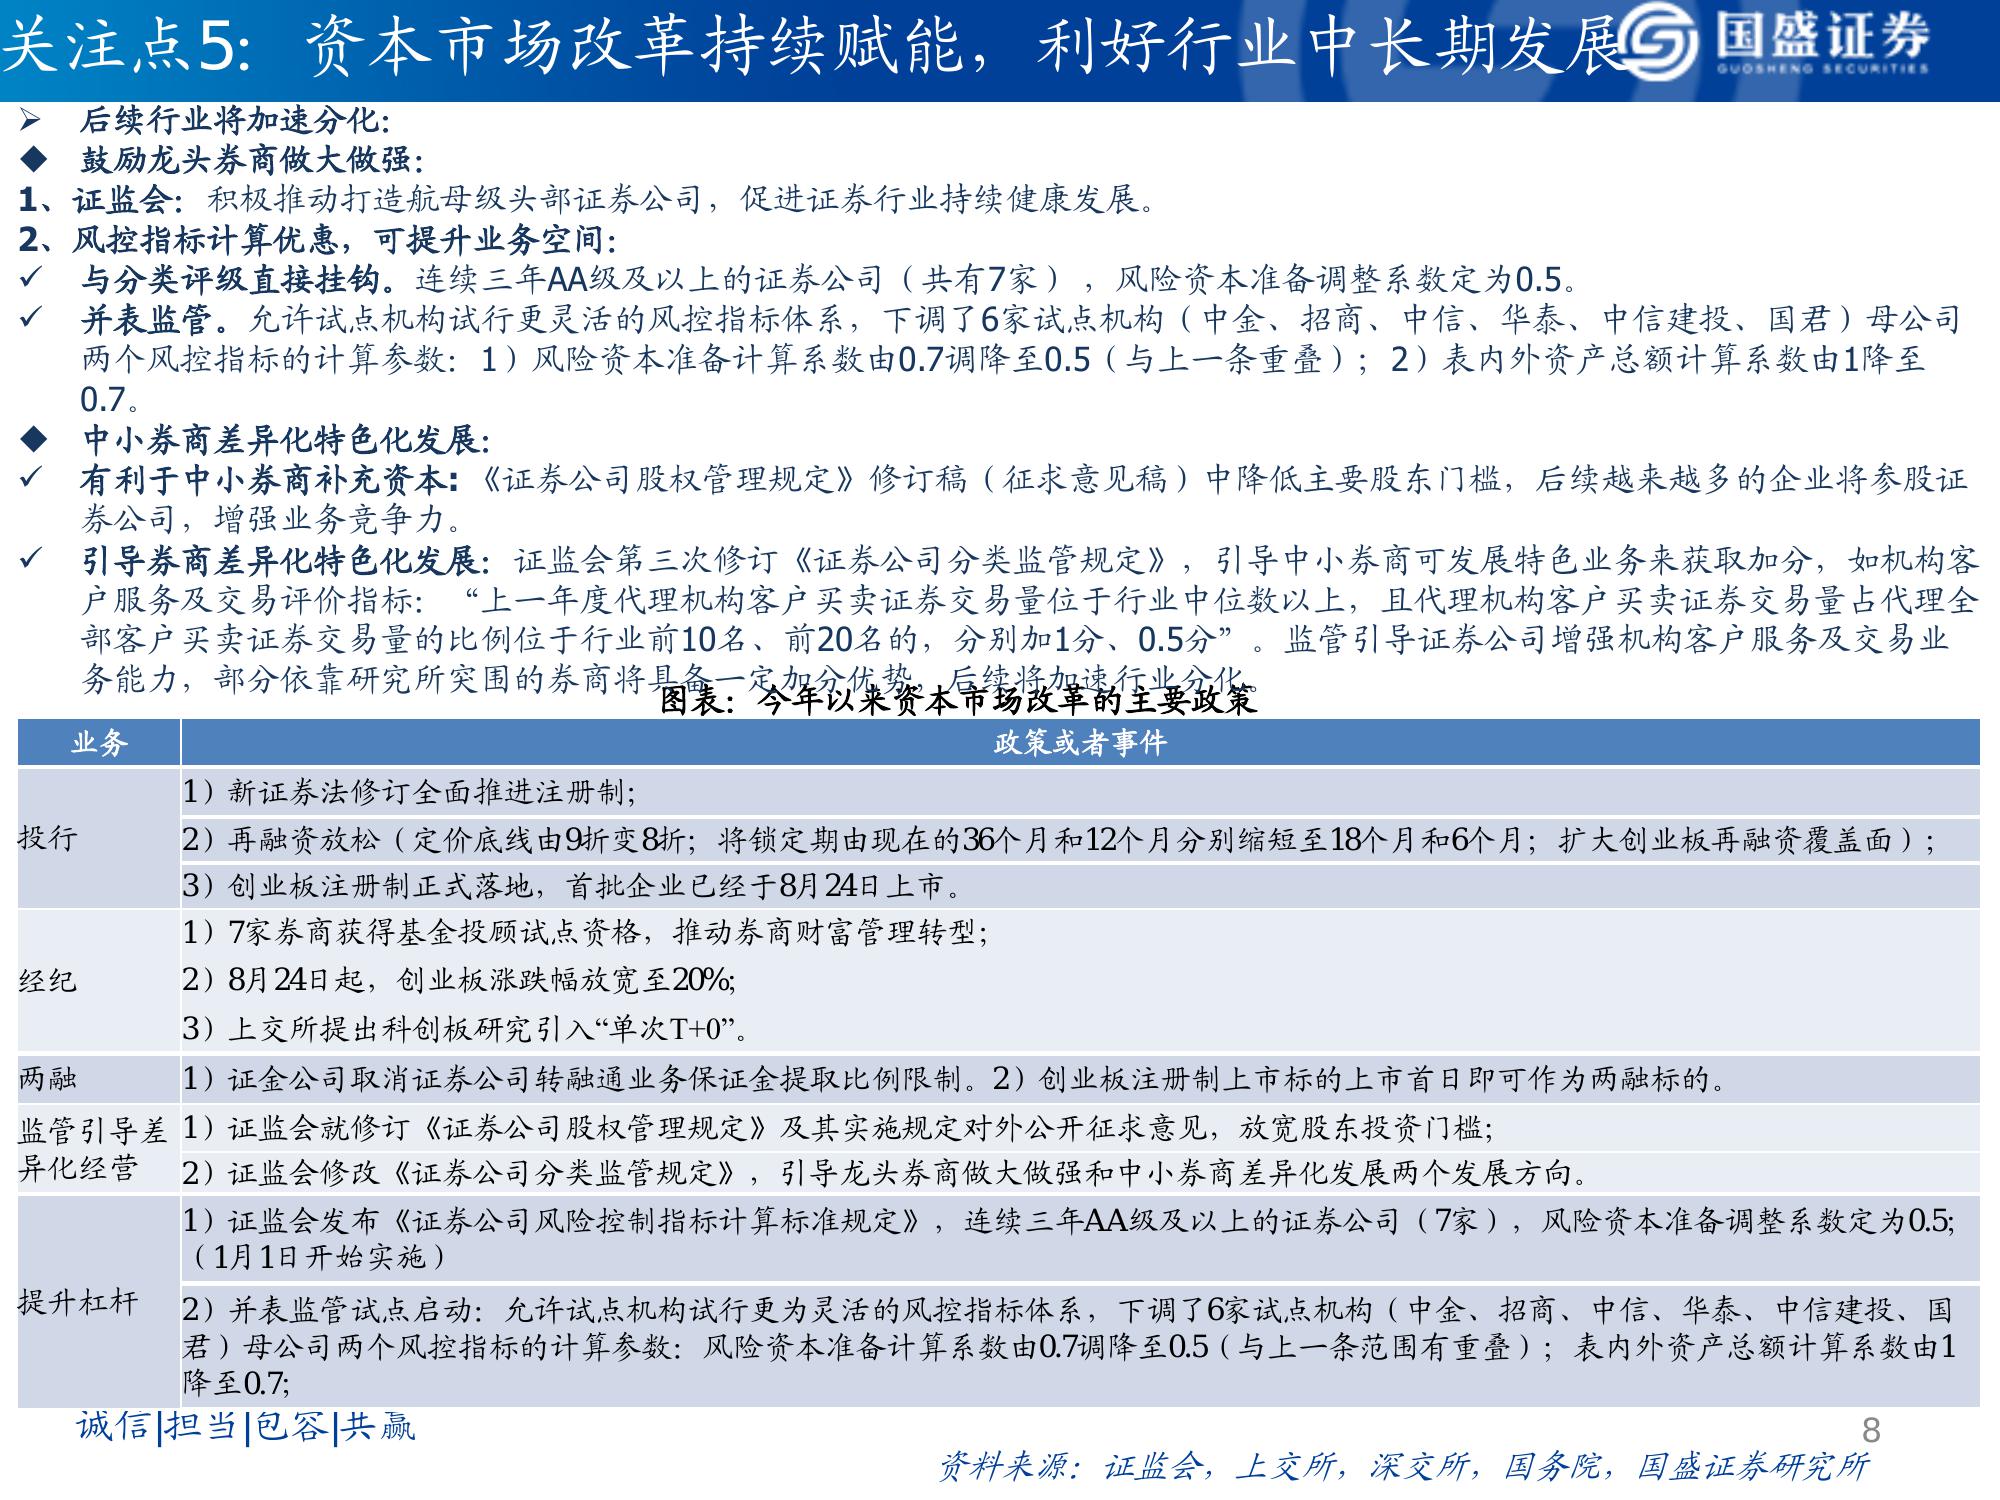 关注点5：资本市场改革持续赋能，利好行业中长期发展
国盛证券
GUOSHENG SECURITIES
➢ 后续行业将加速分化：
◆ 鼓励龙头券商做大做强：
1、证监会：积极推动打造航母级头部证券公司，促进证券行业持续健康发展。
2、风控指标计算优惠，可提升业务空间：
✓ 与分类评级直接挂钩。连续三年AA级及以上的证券公司（共有7家），风险资本准备调整系数定为0.5。
✓ 并表监管。允许试点机构试行更灵活的风控指标体系，下调了6家试点机构（中金、招商、中信、华泰、中信建投、国君）母公司
两个风控指标的计算参数：1）风险资本准备计算系数由0.7调降至0.5（与上一条重叠）；2）表内外资产总额计算系数由1降至
0.7。
◆ 中小券商差异化特色化发展：
✓ 有利于中小券商补充资本：《证券公司股权管理规定》修订稿（征求意见稿）中降低主要股东门槛，后续越来越多的企业将参股证
券公司，增强业务竞争力。
✓ 引导券商差异化特色化发展：证监会第三次修订《证券公司分类监管规定》，引导中小券商可发展特色业务来获取加分，如机构客
户服务及交易评价指标：“上一年度代理机构客户买卖证券交易量位于行业中位数以上，且代理机构客户买卖证券交易量占代理全
部客户买卖证券交易量的比例位于行业前10名、前20名的，分别加1分、0.5分”。监管引导证券公司增强机构客户服务及交易业
务能力，部分依靠研究所突围的券商将具备一定加分优势，后续将加速行业分化。
图表：今年以来资本市场改革的主要政策
业务 政策或者事件
投行
1）新证券法修订全面推进注册制；
2）再融资放松（定价底线由9折变8折；将锁定期由现在的36个月和12个月分别缩短至18个月和6个月；扩大创业板再融资覆盖面）；
3）创业板注册制正式落地，首批企业已经于8月24日上市。
经纪
1）7家券商获得基金投顾试点资格，推动券商财富管理转型；
2）8月24日起，创业板涨跌幅放宽至20%；
3）上交所提出科创板研究引入“单次T+0”。
两融
1）证金公司取消证券公司转融通业务保证金提取比例限制。2）创业板注册制上市标的上市首日即可作为两融标的。
监管引导差
异化经营
1）证监会就修订《证券公司股权管理规定》及其实施规定对外公开征求意见，放宽股东投资门槛；
2）证监会修改《证券公司分类监管规定》，引导龙头券商做大做强和中小券商差异化发展两个发展方向。
提升杠杆
1）证监会发布《证券公司风险控制指标计算标准规定》，连续三年AA级及以上的证券公司（7家），风险资本准备调整系数定为0.5;
（1月1日开始实施）
2）并表监管试点启动：允许试点机构试行更为灵活的风控指标体系，下调了6家试点机构（中金、招商、中信、华泰、中信建投、国
君）母公司两个风控指标的计算参数：风险资本准备计算系数由0.7调降至0.5（与上一条范围有重叠）；表内外资产总额计算系数由1
降至0.7;
诚信|担当|包容|共赢
8
资料来源：证监会，上交所，深交所，国务院，国盛证券研究所